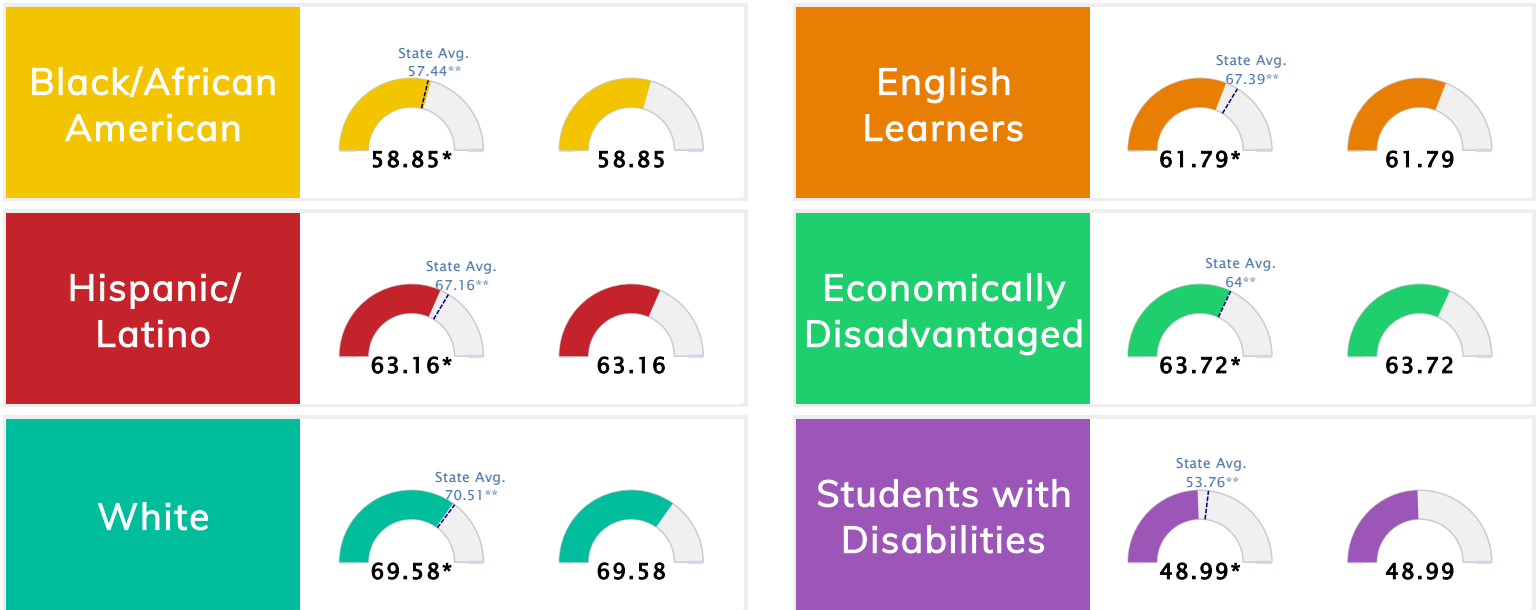 Black/African
American
State Avg.
57.44**
58.85*
58.85
English
Learners
State Avg.
67.39**
61.79*
61.79
Hispanic/
Latino
State Avg.
67.16**
63.16*
63.16
Economically
Disadvantaged
State Avg.
64**
63.72*
63.72
White
State Avg.
70.51**
69.58*
69.58
Students with
Disabilities
State Avg.
53.76**
48.99*
48.99